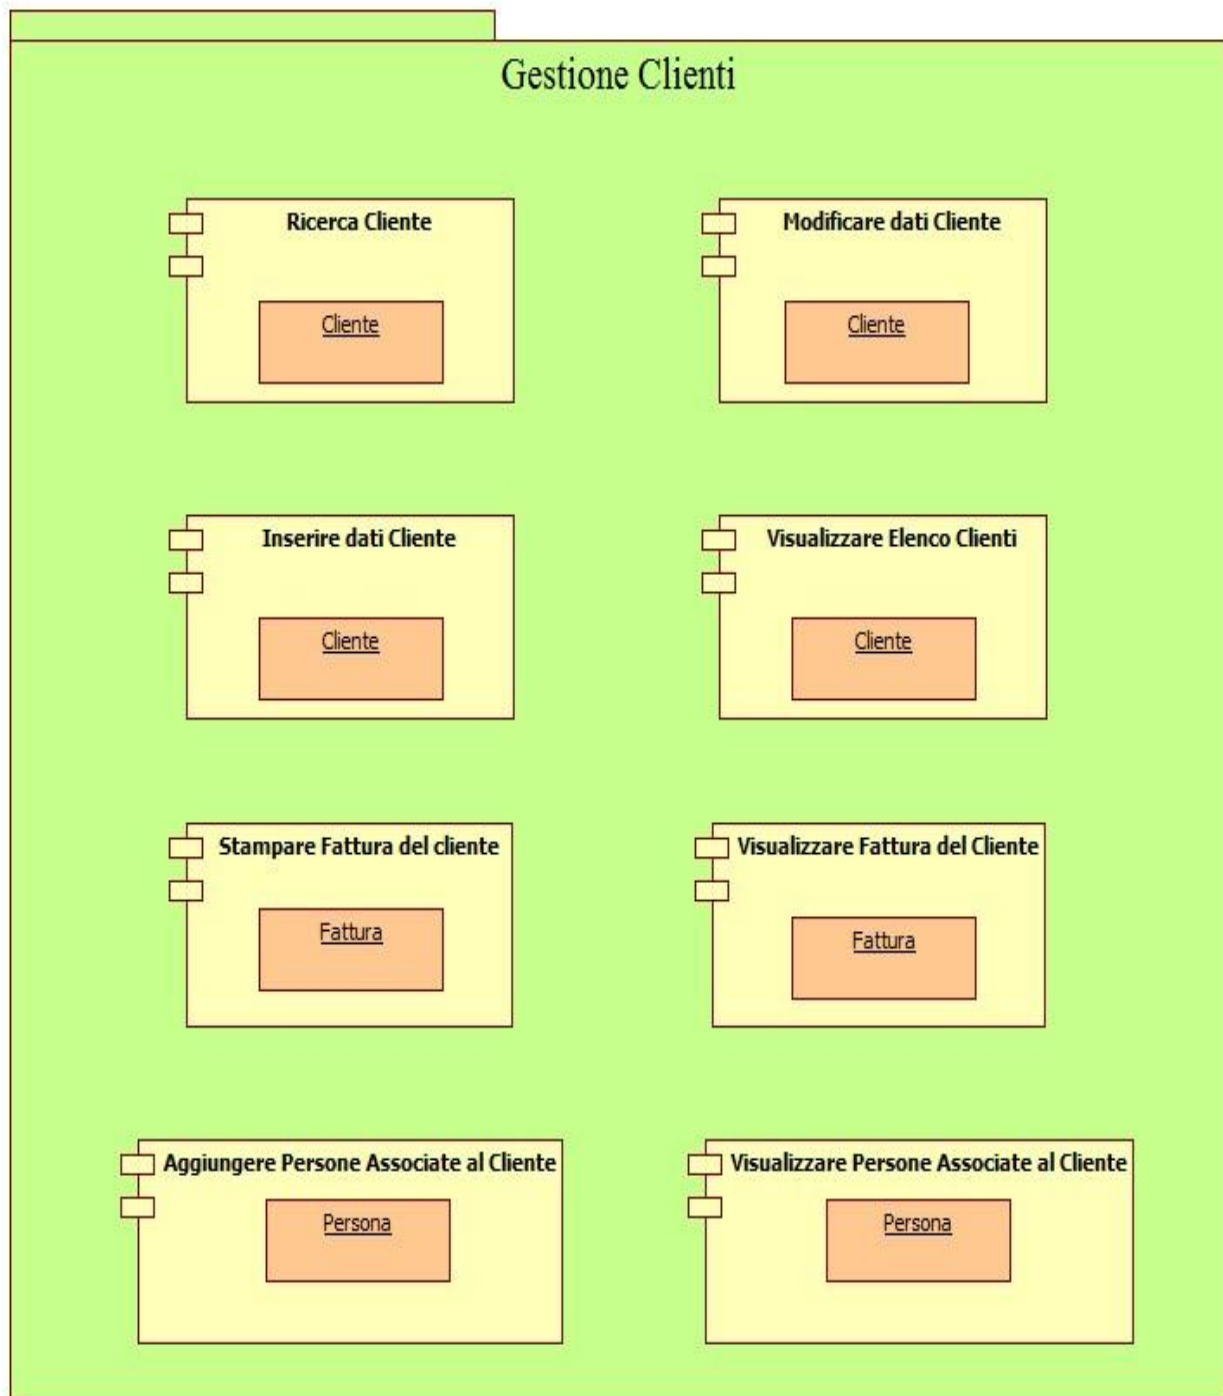 Gestione Clienti
Ricerca Cliente
Cliente
Modificare dati Cliente
Cliente
Inserire dati Cliente
Cliente
Visualizzare Elenco Clienti
Cliente
Stampare Fattura del cliente
Fattura
Visualizzare Fattura del Cliente
Fattura
Aggiungere Persone Associate al Cliente
Persona
Visualizzare Persone Associate al Cliente
Persona